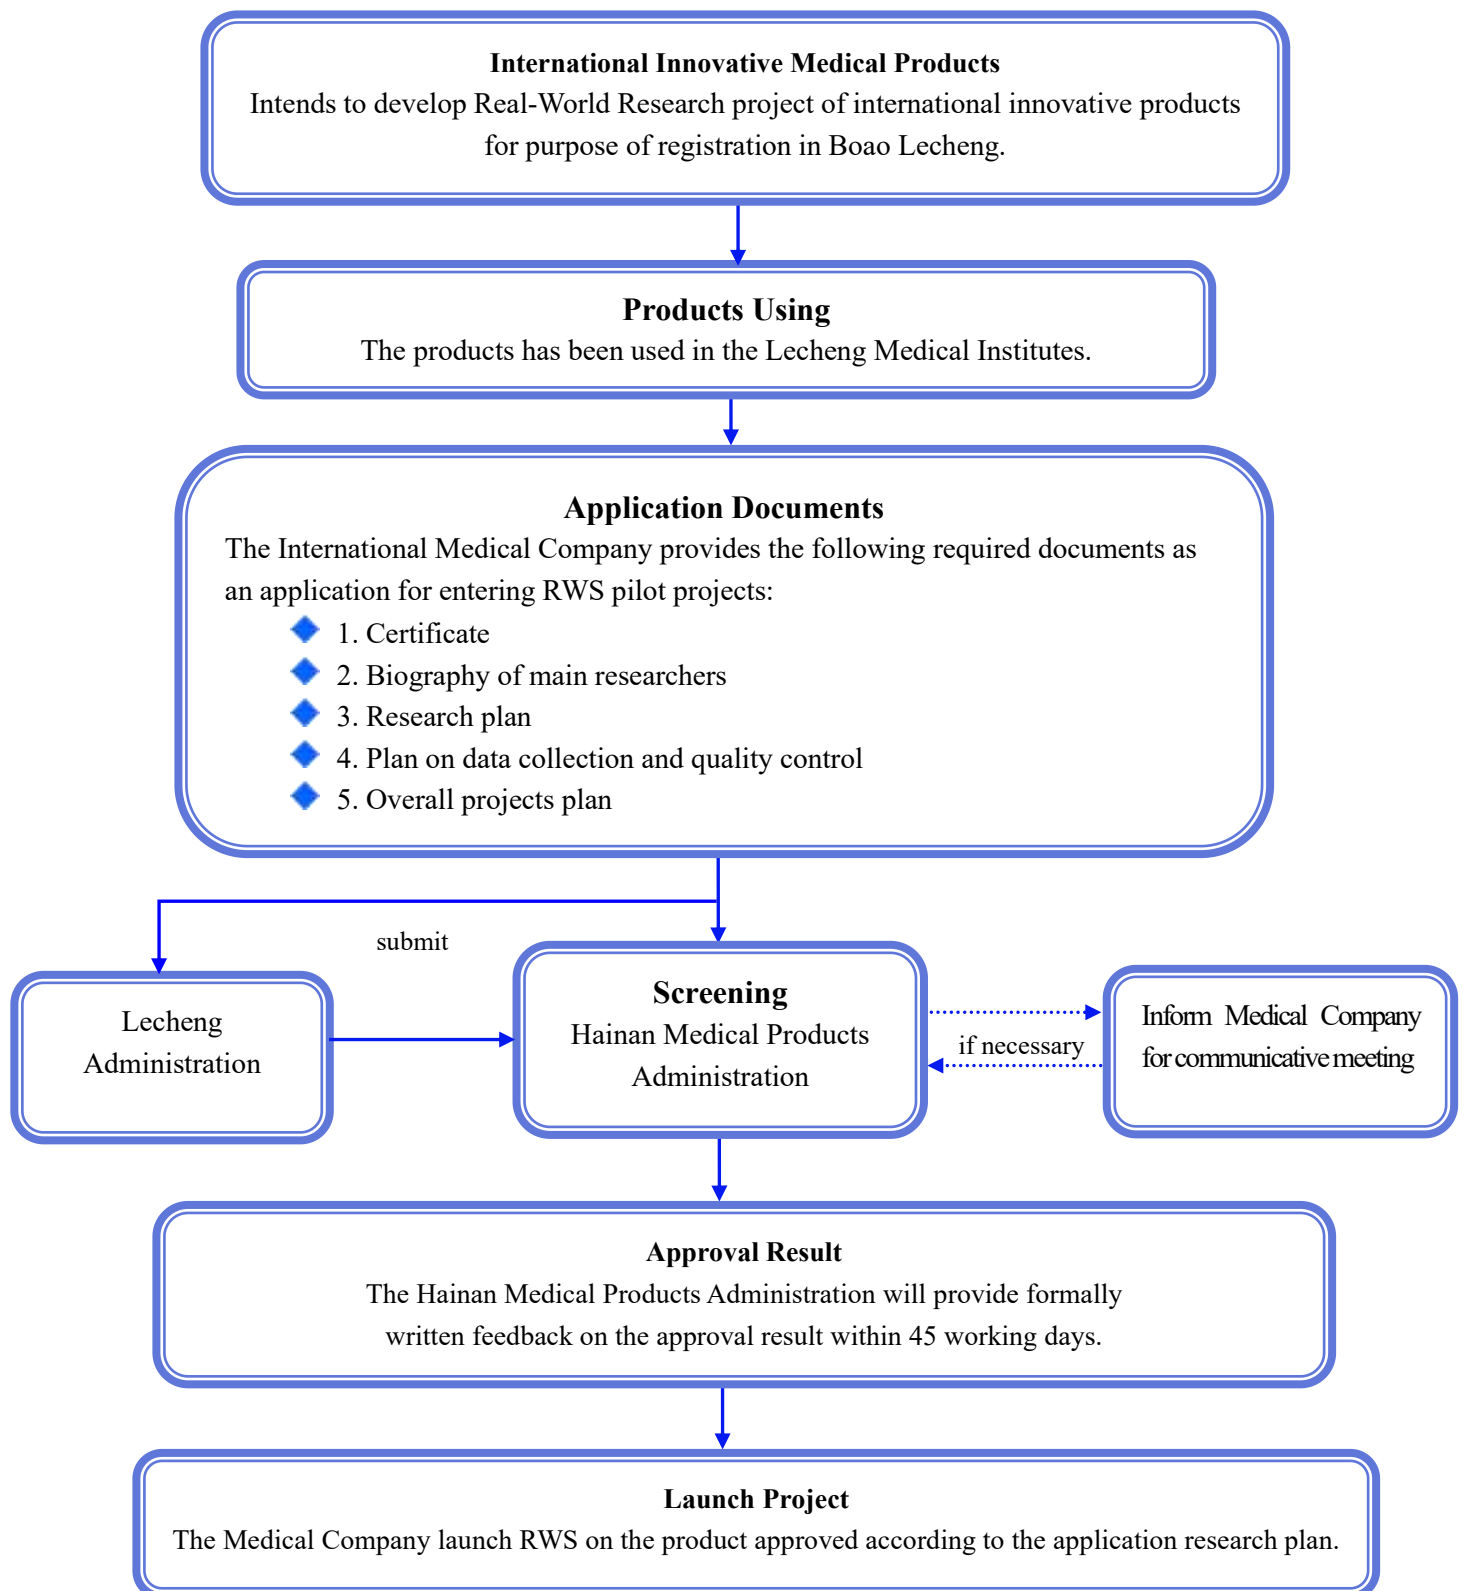 International Innovative Medical Products
Intends to develop Real-World Research project of international innovative products
for purpose of registration in Boao Lecheng.
Products Using
The products has been used in the Lecheng Medical Institutes.
Application Documents
The International Medical Company provides the following required documents as
an application for entering RWS pilot projects:
1. Certificate
2. Biography of main researchers
3. Research plan
4. Plan on data collection and quality control
5. Overall projects plan
submit
Lecheng
Administration
Screening
Hainan Medical Products
Administration
if necessary
Inform Medical Company
for communicative meeting
Approval Result
The Hainan Medical Products Administration will provide formally
written feedback on the approval result within 45 working days.
Launch Project
The Medical Company launch RWS on the product approved according to the application research plan.